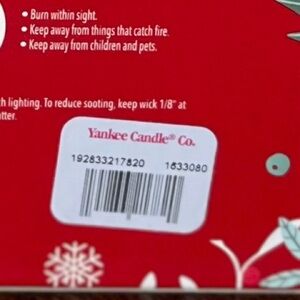 • Burn within sight.
• Keep away from things that catch fire.
• Keep away from children and pets.
h lighting. To reduce sooting, keep wick 1/8" at
tter.
Yankee Candle® Co.
192833217820 1633080